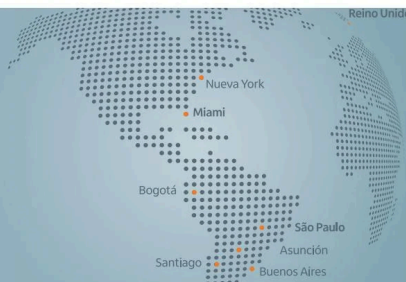 Reino Unido
Nueva York
Miami
Bogotá
São Paulo
Asunción
Santiago
Buenos Aires